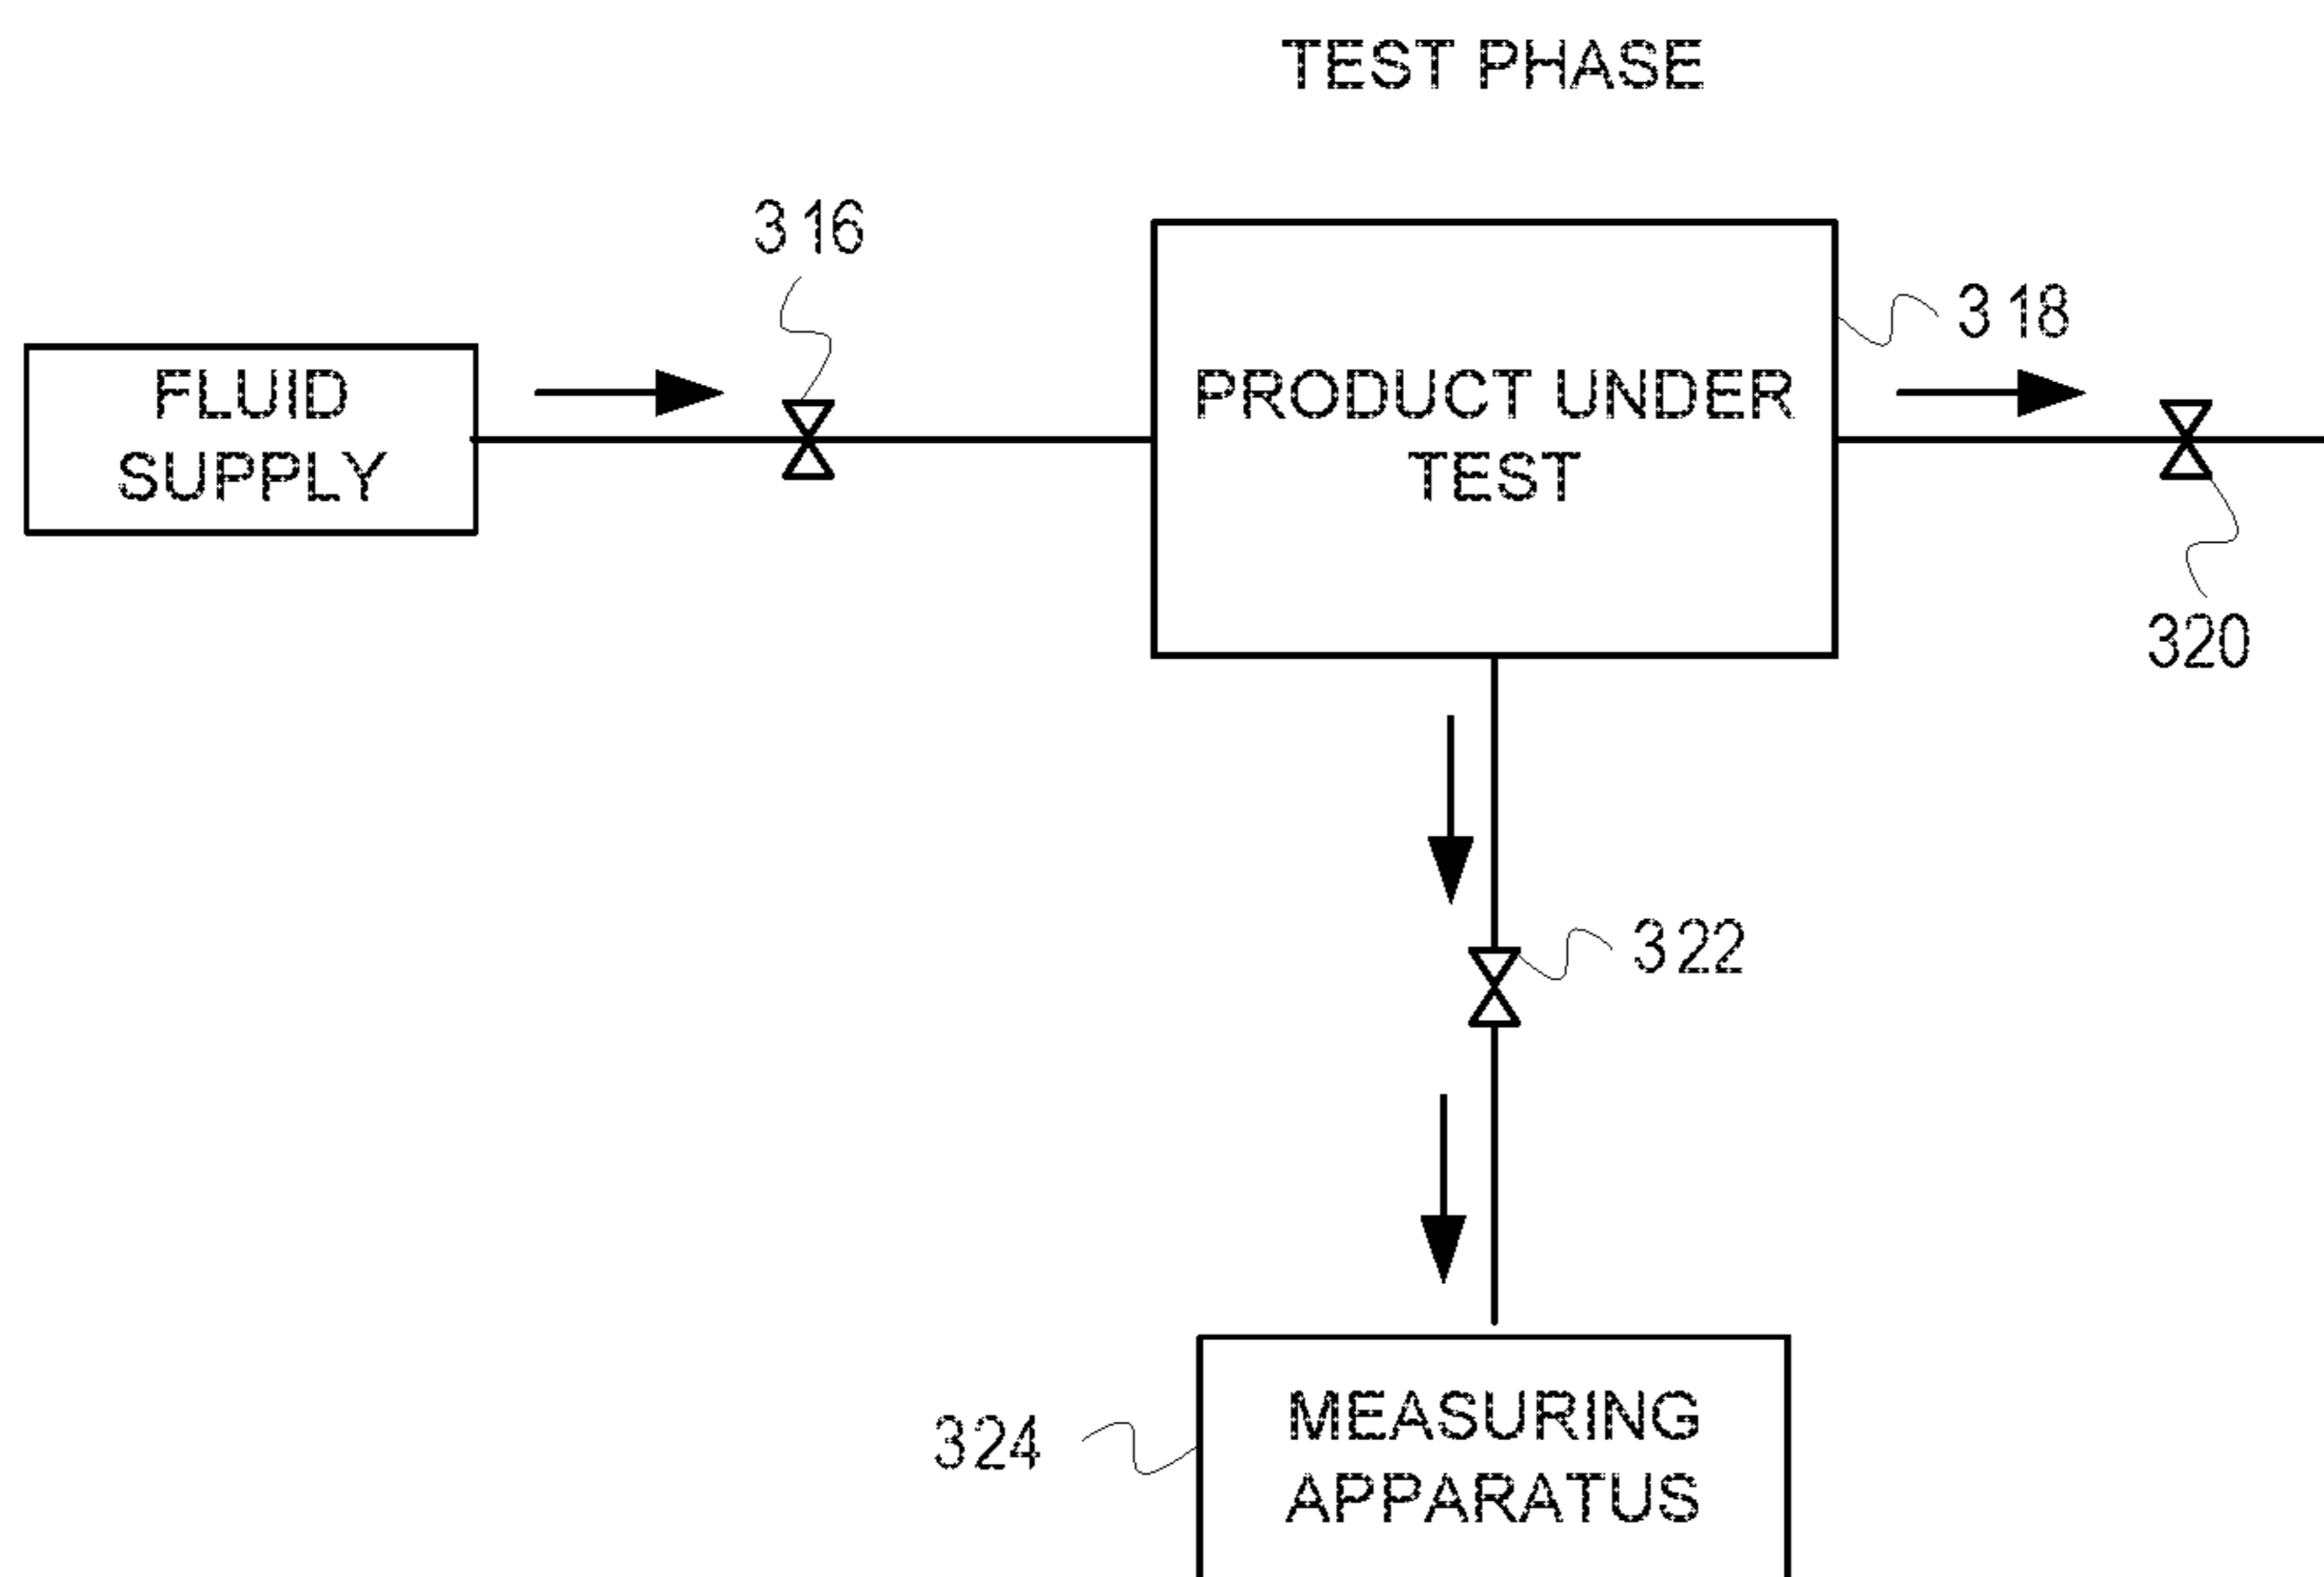 TEST PHASE
316
318
FLUID
SUPPLY
PRODUCT UNDER
TEST
320
322
324
MEASURING
APPARATUS